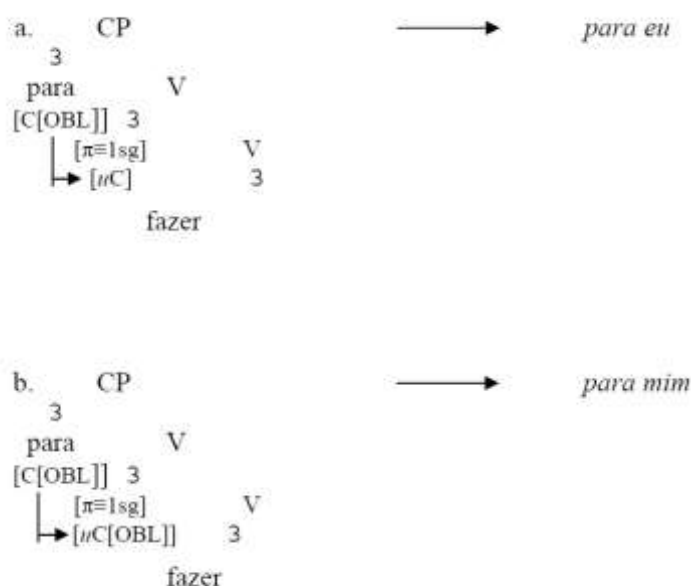 a. CP para eu
3
para V
[C[OBL]] 3
[π≡1sg] V
[uC] 3
fazer
b. CP para mim
3
para V
[C[OBL]] 3
[π≡1sg] V
[uC[OBL]] 3
fazer